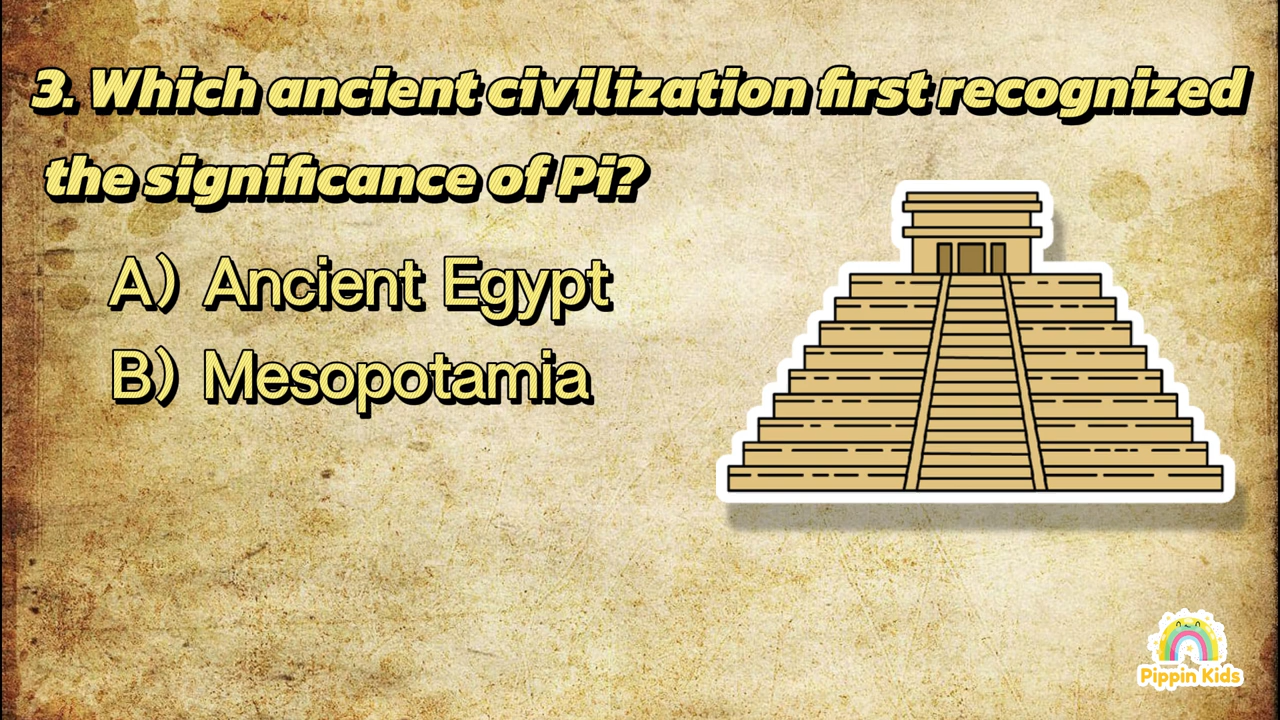 3. Which ancient civilization first recognized
the significance of Pi?
A) Ancient Egypt
B) Mesopotamia
Pippin Kids